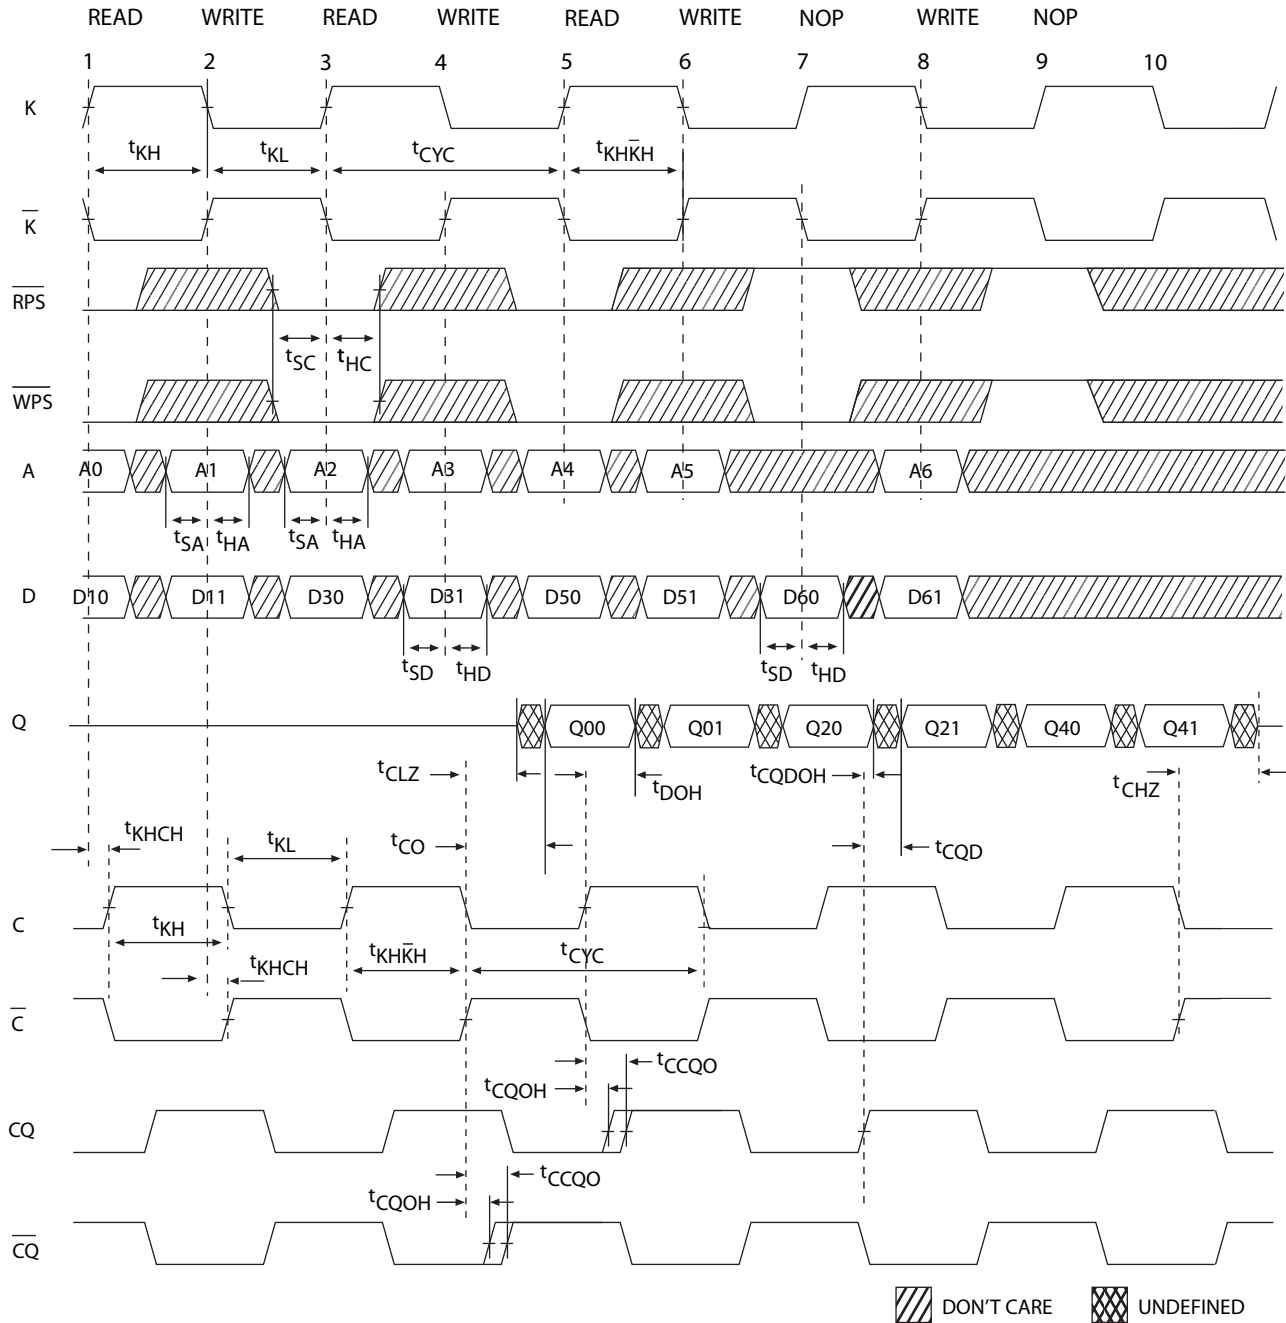 READ WRITE READ WRITE READ WRITE NOP WRITE NOP
1 2 3 4 5 6 7 8 9 10
K
tKH tKL tCYC tKHK̅H
K̅
R̅P̅S̅
tSC tHC
W̅P̅S̅
A A0 A1 A2 A3 A4 A5 A6
tSA tHA tSA tHA
D D10 D11 D30 D31 D50 D51 D60 D61
tSD tHD tSD tHD
Q Q00 Q01 Q20 Q21 Q40 Q41
tCLZ tDOH tCQDOH tCHZ
tKHCH tKL tCO tCQD
C
tKH tKHK̅H tCYC
tKHCH
C̅
tCCQO
tCQOH
CQ
tCCQO
tCQOH
C̅Q̅
DON'T CARE UNDEFINED